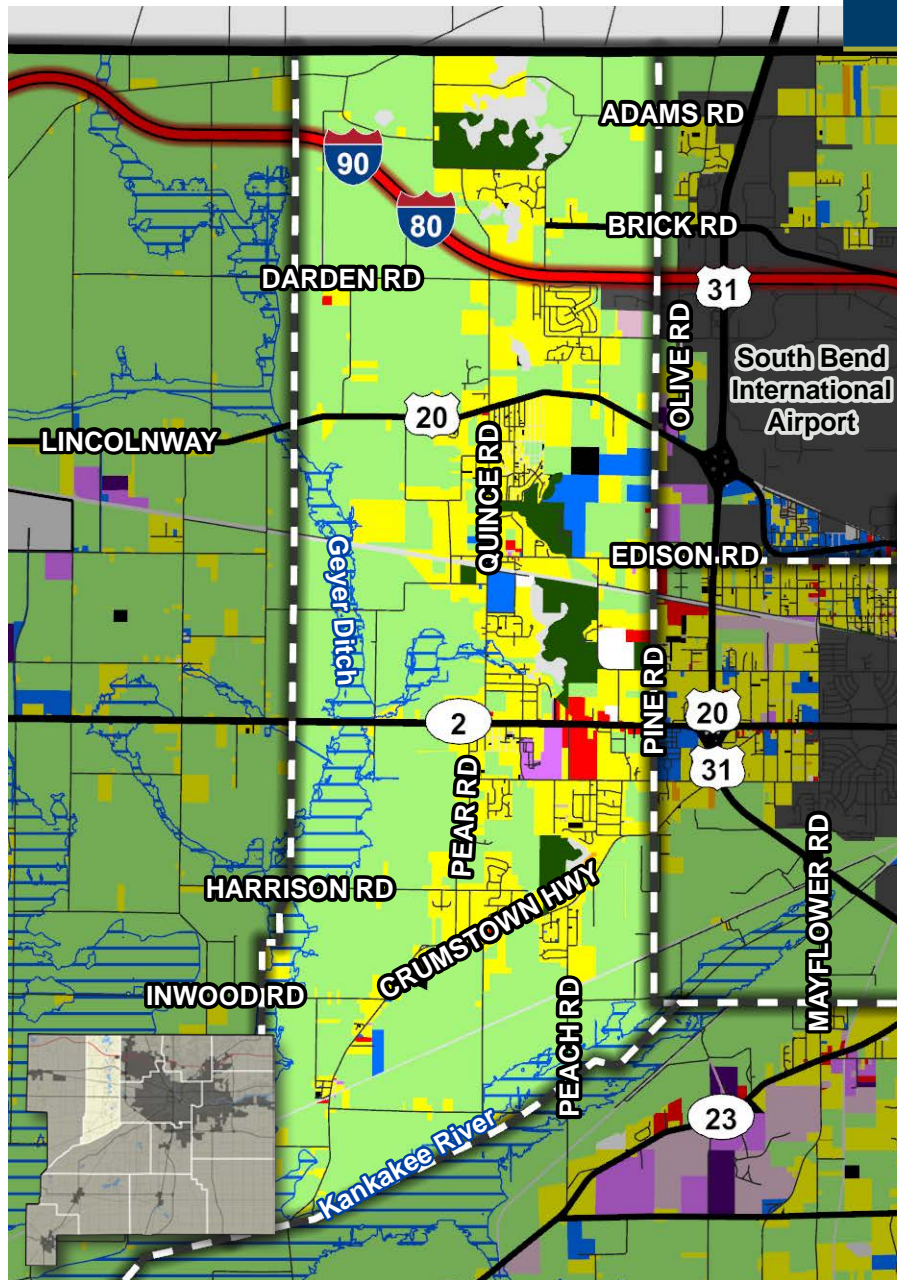 ADAMS RD
90
80
BRICK RD
DARDEN RD
31
OLIVE RD
South Bend
International
Airport
20
LINCOLNWAY
QUINCE RD
EDISON RD
Geyer Ditch
PINE RD
2
20
31
PEAR RD
MAYFLOWER RD
HARRISON RD
CRUMSTOWN HWY
INWOOD RD
PEACH RD
23
Kankakee River